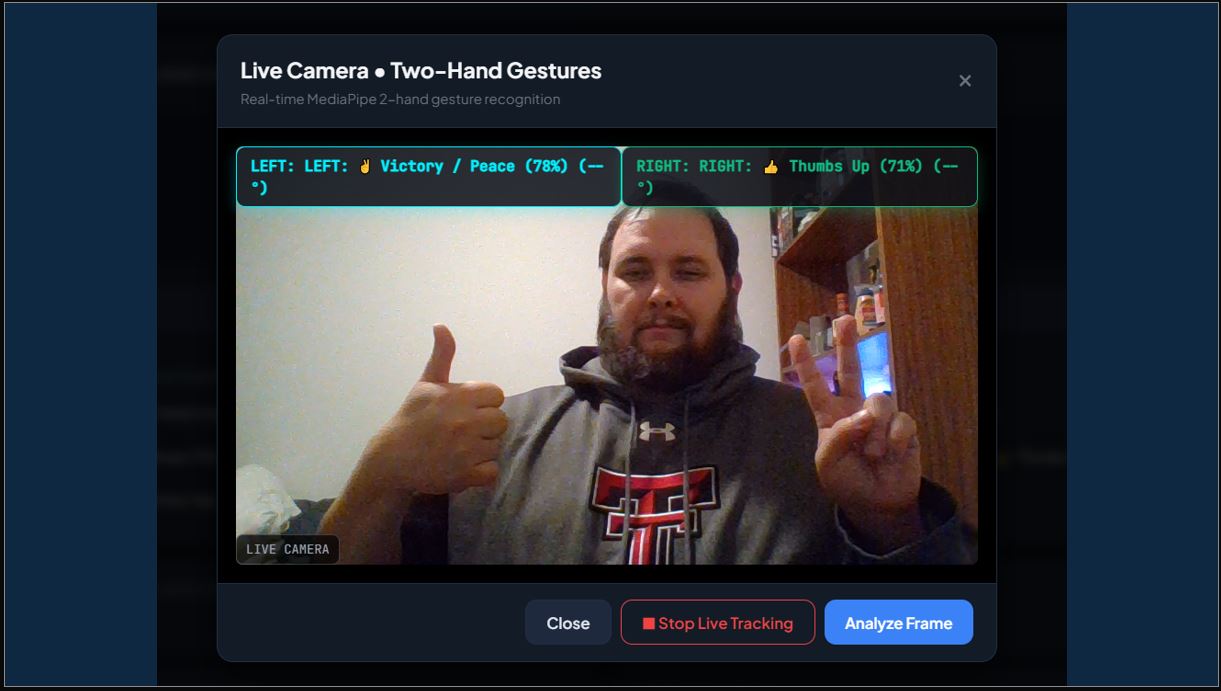 Live Camera • Two-Hand Gestures
Real-time MediaPipe 2-hand gesture recognition
×
LEFT: LEFT: ✌ Victory / Peace (78%) (--
°)
RIGHT: RIGHT: 👍 Thumbs Up (71%) (--
°)
T
LIVE CAMERA
Close
Stop Live Tracking
Analyze Frame